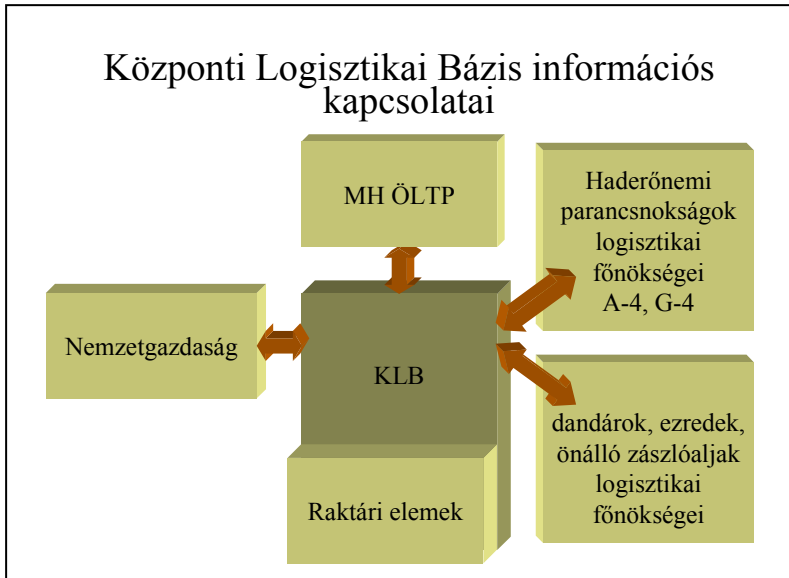 Központi Logisztikai Bázis információs
kapcsolatai
MH ÖLTP
Haderőnemi
parancsnokságok
logisztikai
főnökségei
A-4, G-4
Nemzetgazdaság
KLB
dandárok, ezredek,
önálló zászlóaljak
logisztikai
főnökségei
Raktári elemek